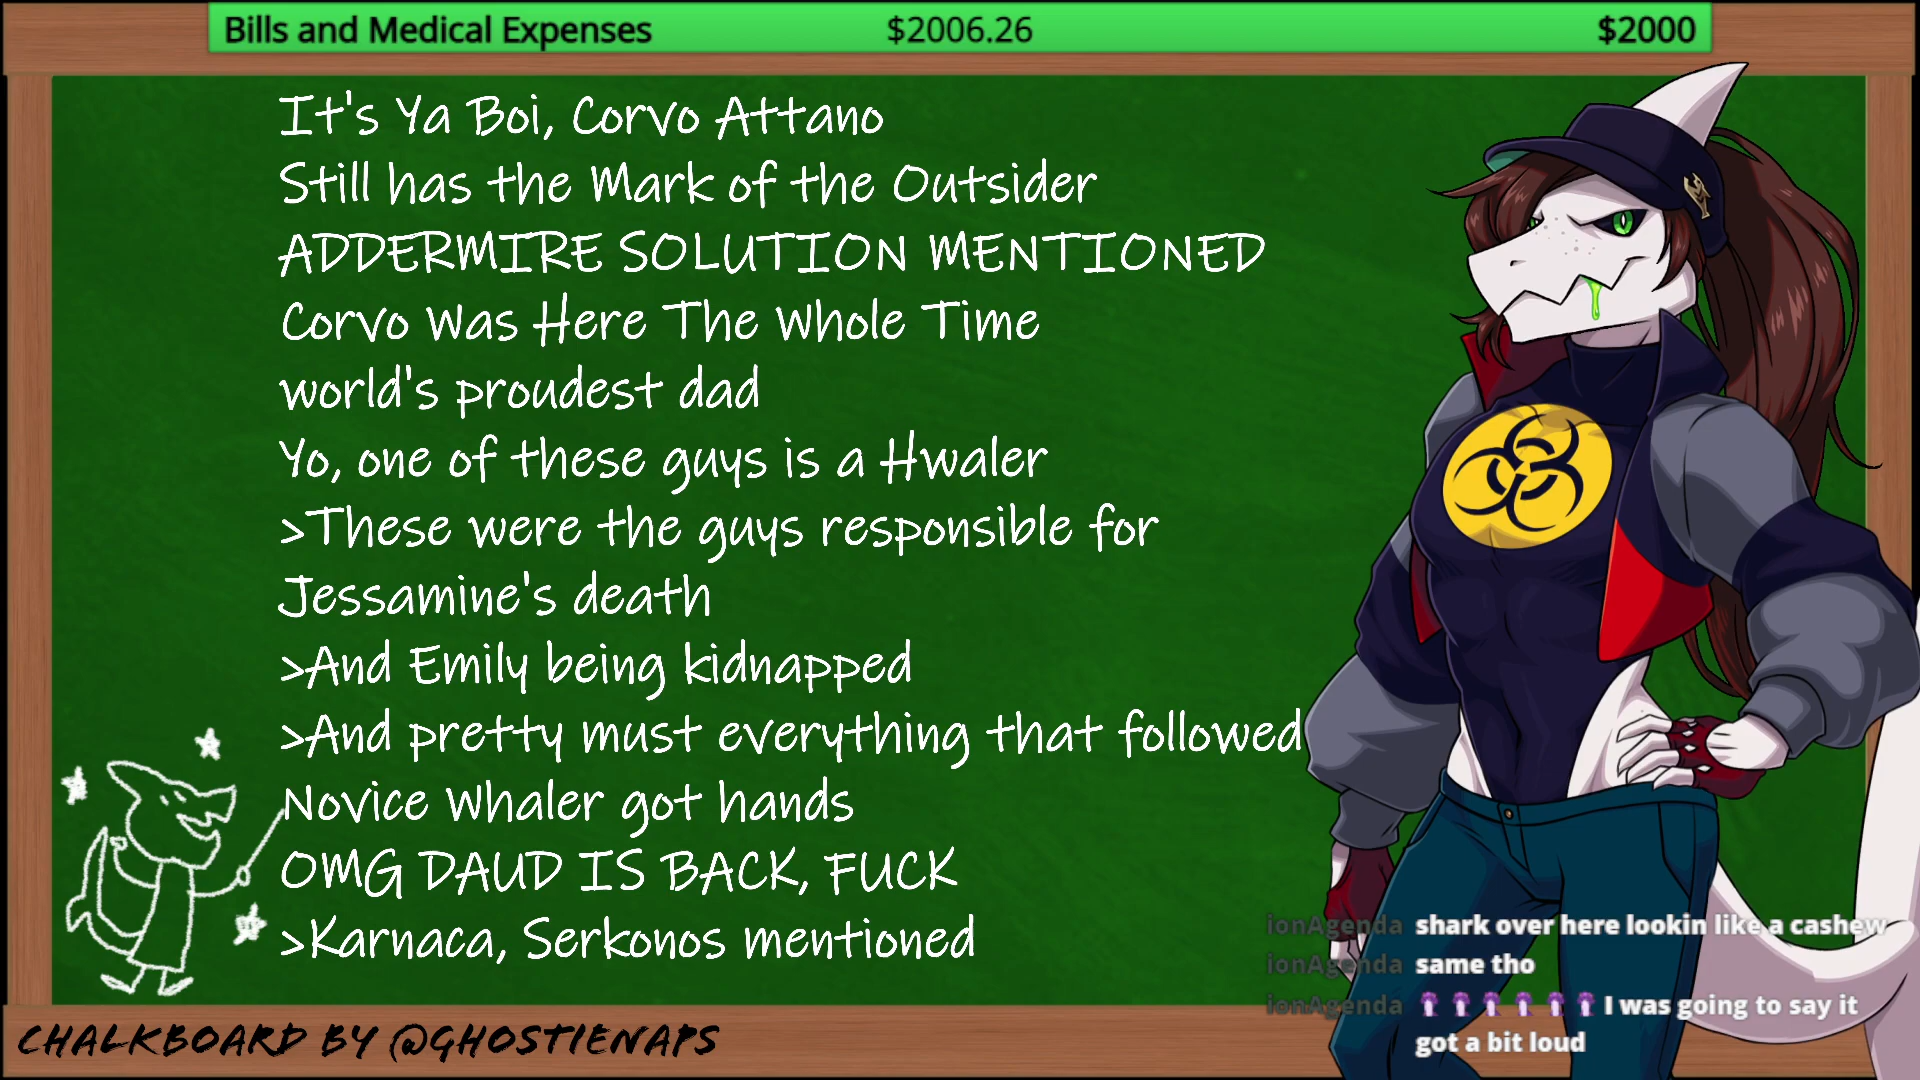 Bills and Medical Expenses $2006.26 $2000
It's Ya Boi, Corvo Attano
Still has the Mark of the Outsider
ADDERMIRE SOLUTION MENTIONED
Corvo Was Here The Whole Time
world's proudest dad
Yo, one of these guys is a Hwaler
>These were the guys responsible for
Jessamine's death
>And Emily being kidnapped
>And pretty must everything that followed
Novice Whaler got hands
OMG DAUD IS BACK, FUCK
>Karnaca, Serkonos mentioned
ionAgenda shark over here lookin like a cashew
ionAgenda same tho
ionAgenda I was going to say it
got a bit loud
CHALKBOARD BY @GHOSTIENAPS